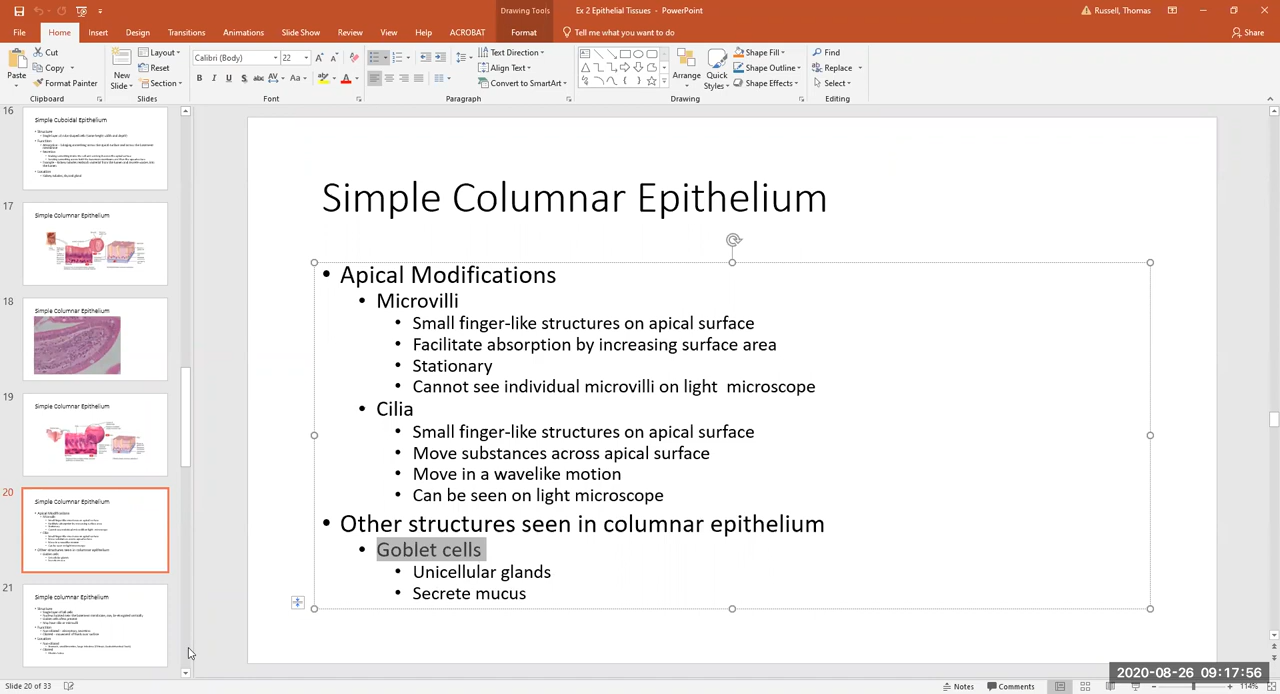 Drawing Tools
Ex 2 Epithelial Tissues - PowerPoint
Russell, Thomas
File Home Insert Design Transitions Animations Slide Show Review View Help ACROBAT Format Tell me what you want to do Share
Paste
Cut
Copy
Format Painter
Clipboard
New
Slide
Layout
Reset
Section
Slides
Calibri (Body) 22
B I U S abc AV Aa A
Font
Text Direction
Align Text
Convert to SmartArt
Paragraph
Arrange
Quick
Styles
Shape Fill
Shape Outline
Shape Effects
Drawing
Find
Replace
Select
Editing
16
Simple Cuboidal Epithelium
17
Simple Columnar Epithelium
18
Simple Columnar Epithelium
19
Simple Columnar Epithelium
20
Simple Columnar Epithelium
21
Simple Columnar Epithelium
Simple Columnar Epithelium
• Apical Modifications
• Microvilli
• Small finger-like structures on apical surface
• Facilitate absorption by increasing surface area
• Stationary
• Cannot see individual microvilli on light microscope
• Cilia
• Small finger-like structures on apical surface
• Move substances across apical surface
• Move in a wavelike motion
• Can be seen on light microscope
• Other structures seen in columnar epithelium
• Goblet cells
• Unicellular glands
• Secrete mucus
2020-08-26 09:17:56
Slide 20 of 33
Notes
Comments
114%